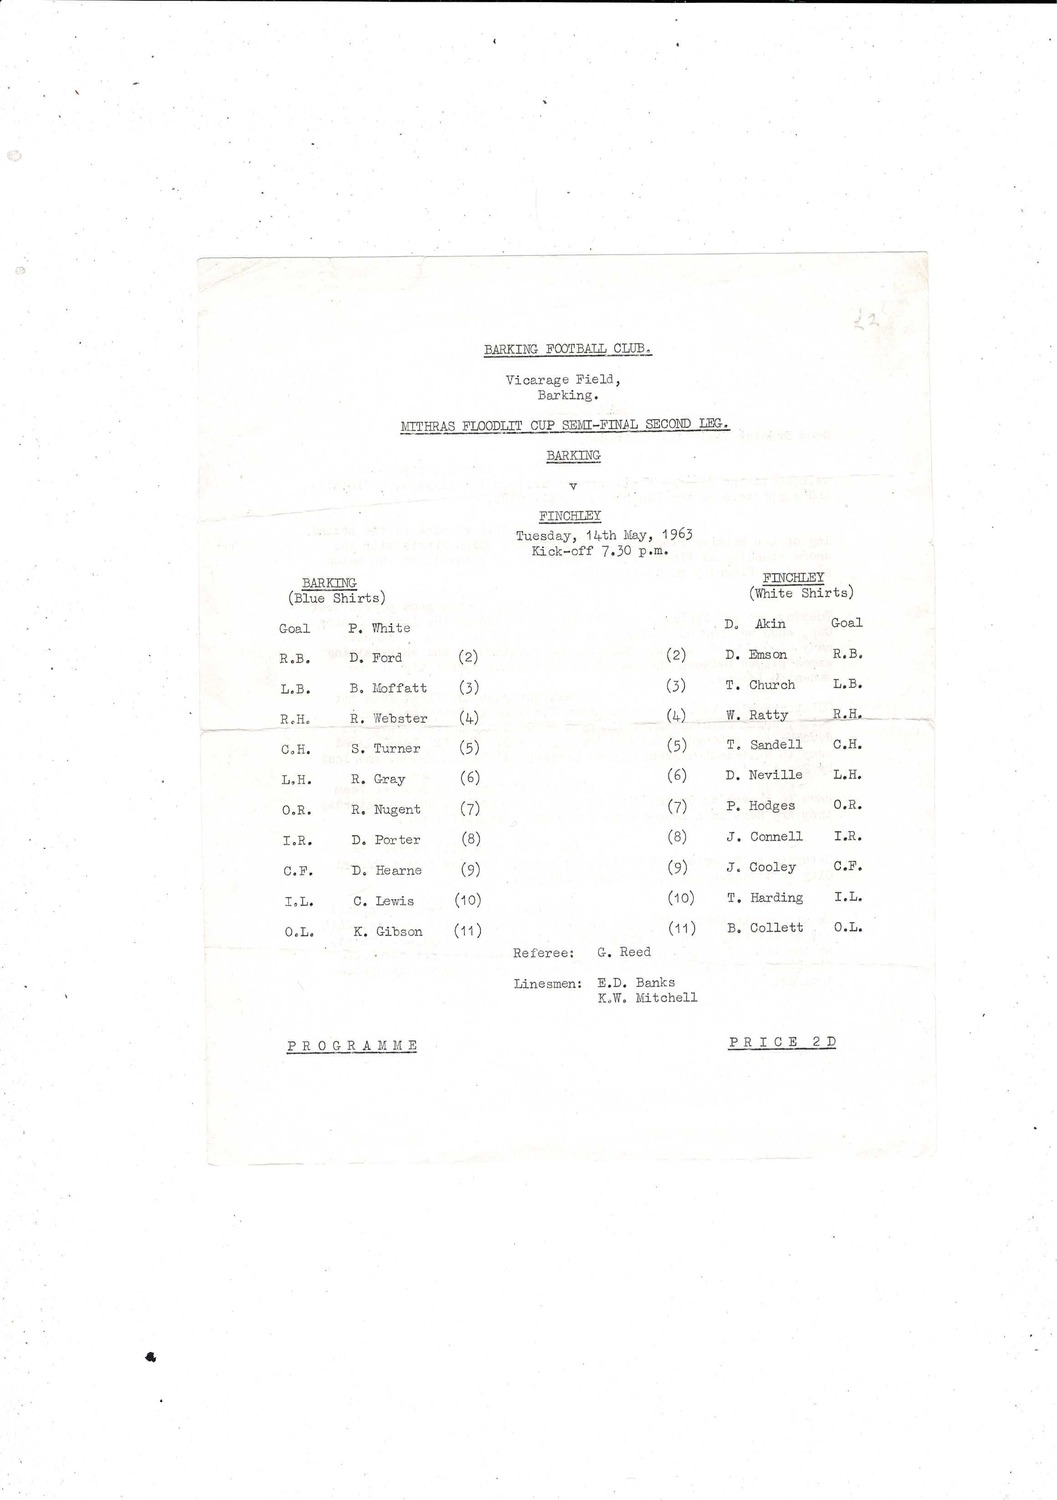 £2
BARKING FOOTBALL CLUB.
Vicarage Field,
Barking.
MITHRAS FLOODLIT CUP SEMI-FINAL SECOND LEG.
BARKING
v
FINCHLEY
Tuesday, 14th May, 1963
Kick-off 7.30 p.m.
BARKING FINCHLEY
(Blue Shirts) (White Shirts)
Goal P. White D. Akin Goal
R.B. D. Ford (2) (2) D. Emson R.B.
L.B. B. Moffatt (3) (3) T. Church L.B.
R.H. R. Webster (4) (4) W. Ratty R.H.
C.H. S. Turner (5) (5) T. Sandell C.H.
L.H. R. Gray (6) (6) D. Neville L.H.
O.R. R. Nugent (7) (7) P. Hodges O.R.
I.R. D. Porter (8) (8) J. Connell I.R.
C.F. D. Hearne (9) (9) J. Cooley C.F.
I.L. C. Lewis (10) (10) T. Harding I.L.
O.L. K. Gibson (11) (11) B. Collett O.L.
Referee: G. Reed
Linesmen: E.D. Banks
K.W. Mitchell
PROGRAMME PRICE 2D